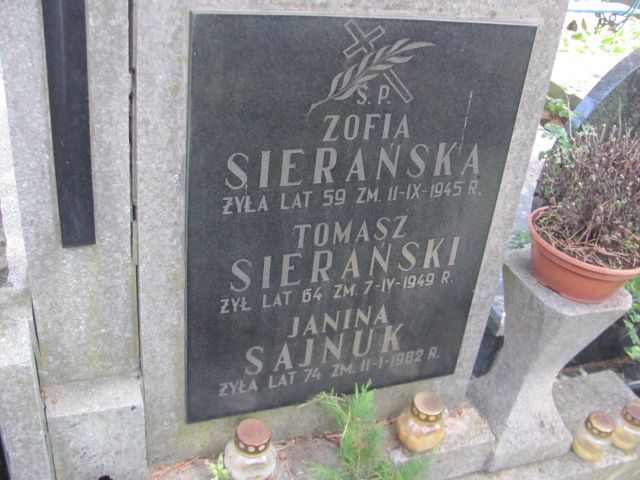 Ś.P.
ZOFIA
SIERAŃSKA
ŻYŁA LAT 59 ZM. 11-IX-1945 R.
TOMASZ
SIERAŃSKI
ŻYŁ LAT 64 ZM. 7-IV-1949 R.
JANINA
SAJNUK
ŻYŁA LAT 74 ZM. 11-I-1982 R.